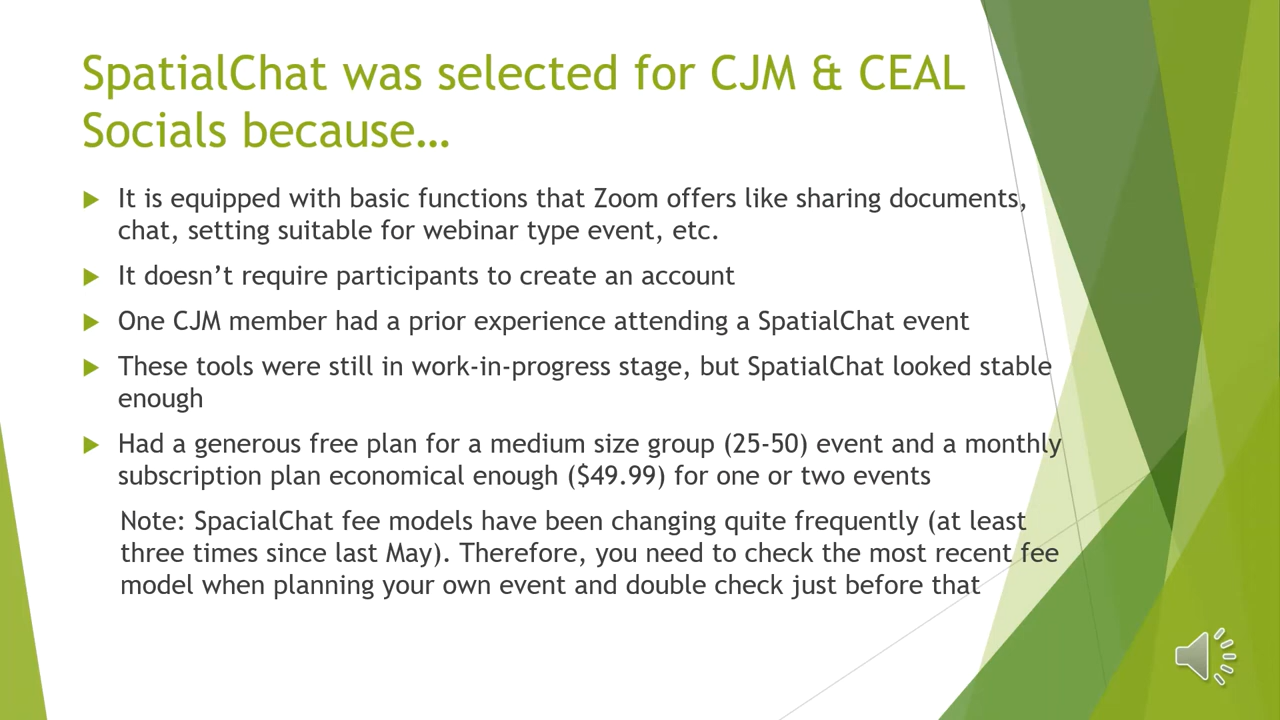 SpatialChat was selected for CJM & CEAL
Socials because…
It is equipped with basic functions that Zoom offers like sharing documents,
chat, setting suitable for webinar type event, etc.
It doesn’t require participants to create an account
One CJM member had a prior experience attending a SpatialChat event
These tools were still in work-in-progress stage, but SpatialChat looked stable
enough
Had a generous free plan for a medium size group (25-50) event and a monthly
subscription plan economical enough ($49.99) for one or two events
Note: SpacialChat fee models have been changing quite frequently (at least
three times since last May). Therefore, you need to check the most recent fee
model when planning your own event and double check just before that